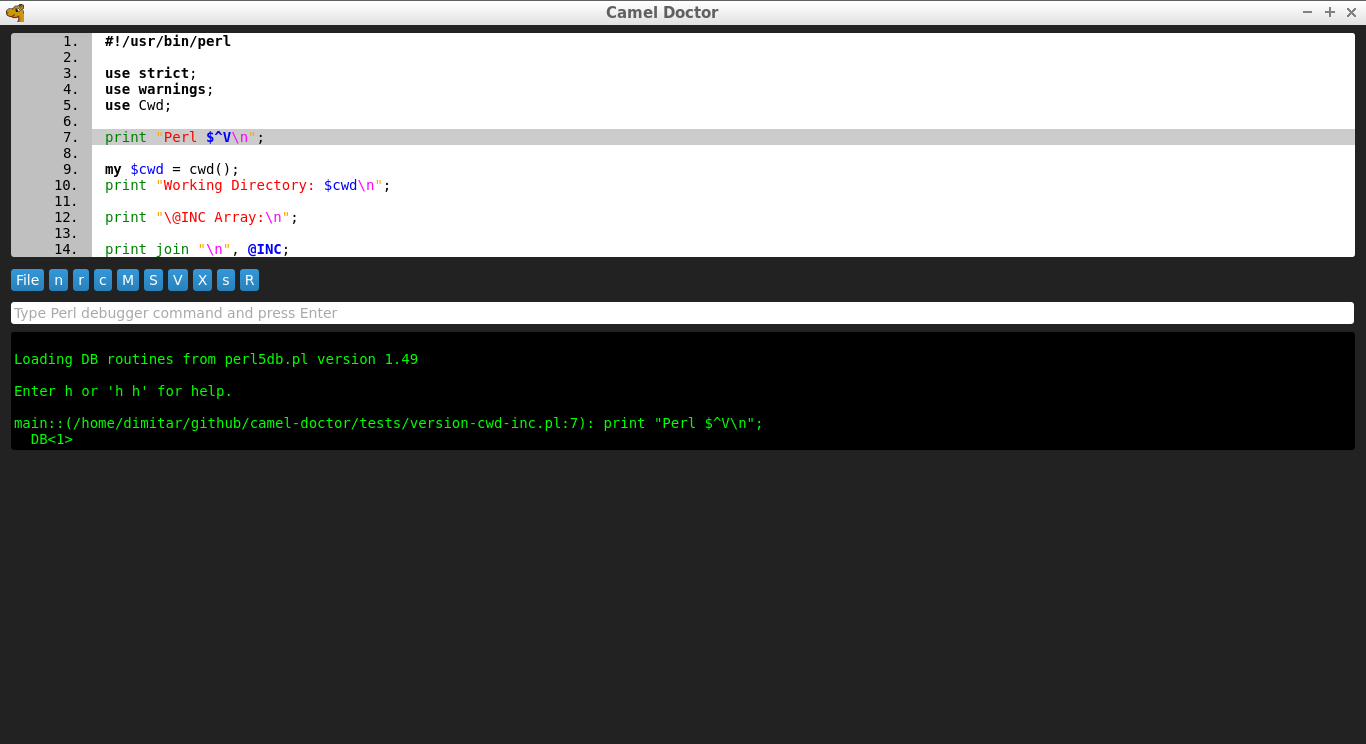 Camel Doctor
1. #!/usr/bin/perl
2.
3. use strict;
4. use warnings;
5. use Cwd;
6.
7. print "Perl $^V\n";
8.
9. my $cwd = cwd();
10. print "Working Directory: $cwd\n";
11.
12. print "\@INC Array:\n";
13.
14. print join "\n", @INC;
File n r c M S V X s R
Type Perl debugger command and press Enter
Loading DB routines from perl5db.pl version 1.49
Enter h or 'h h' for help.
main::(/home/dimitar/github/camel-doctor/tests/version-cwd-inc.pl:7): print "Perl $^V\n";
DB<1>